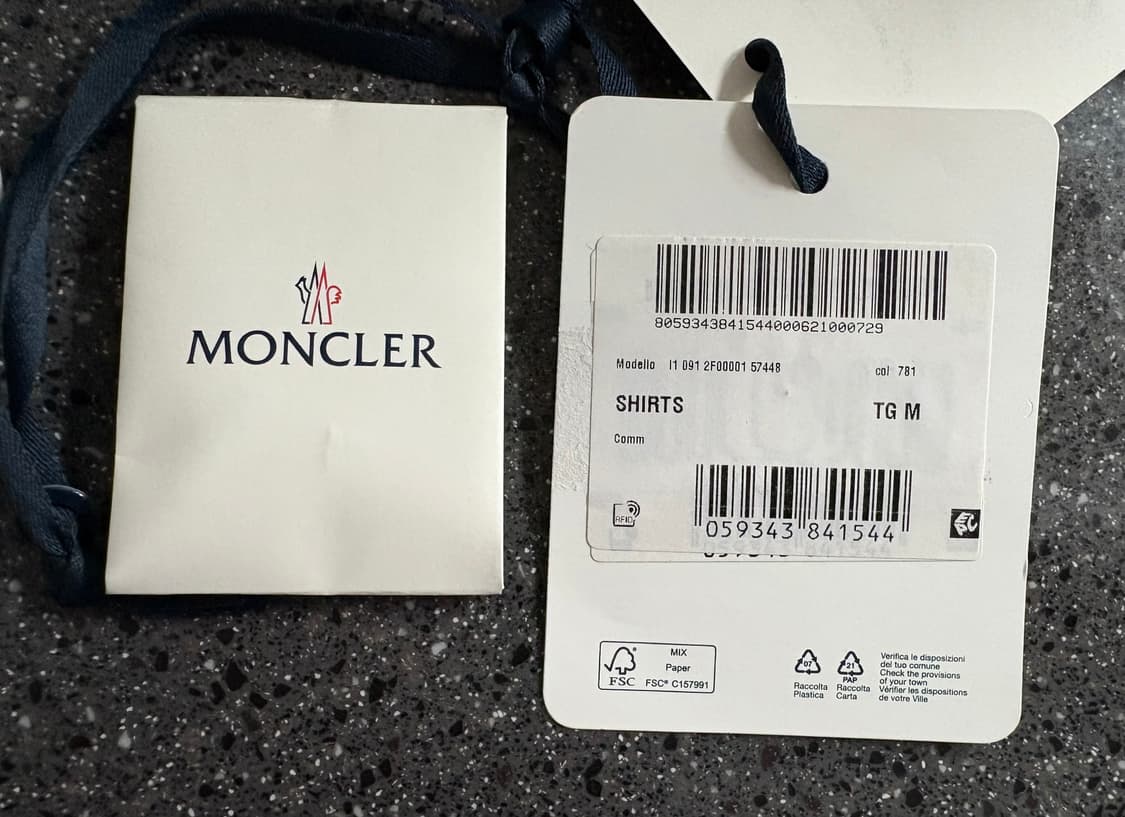 MONCLER
8059343841544000621000729
Modello I1 091 2F00001 57448 col 781
SHIRTS TG M
Comm
RFID
059343 841544
FSC
MIX
Paper
FSC® C157991
07
Raccolta
Plastica
21
PAP
Raccolta
Carta
Verifica le disposizioni
del tuo comune
Check the provisions
of your town
Vérifier les dispositions
de votre Ville